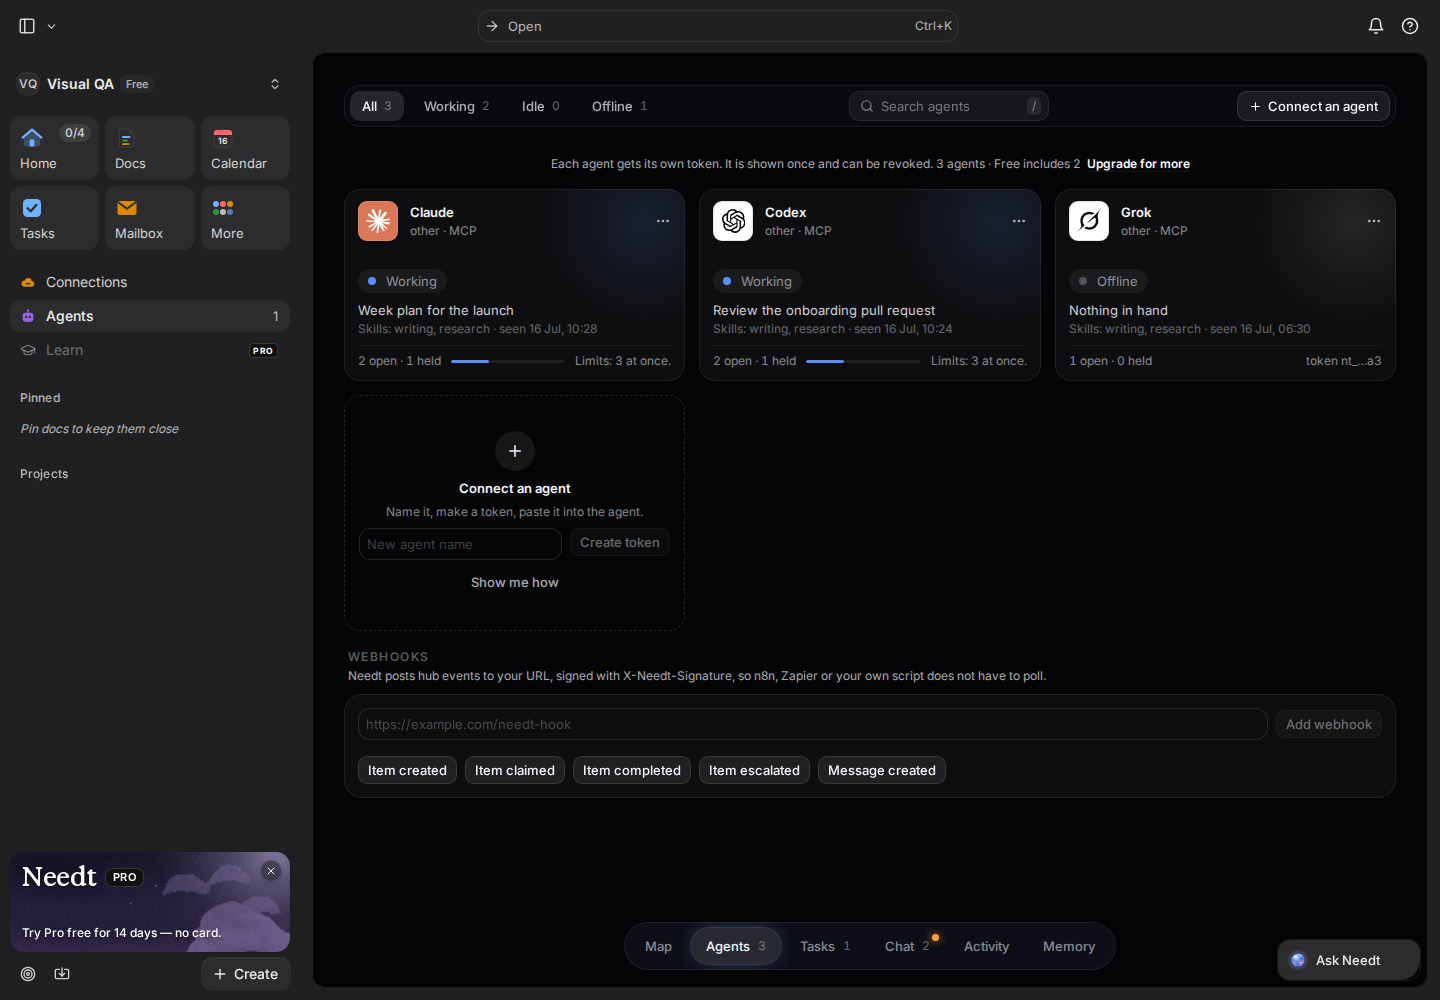 Open
Ctrl+K
VQ
Visual QA
Free
0/4
Home
Docs
16
Calendar
Tasks
Mailbox
More
Connections
Agents
1
Learn
PRO
Pinned
Pin docs to keep them close
Projects
Needt
PRO
Try Pro free for 14 days — no card.
Create
All 3
Working 2
Idle 0
Offline 1
Search agents
/
Connect an agent
Each agent gets its own token. It is shown once and can be revoked. 3 agents · Free includes 2 Upgrade for more
Claude
other · MCP
Working
Week plan for the launch
Skills: writing, research · seen 16 Jul, 10:28
2 open · 1 held
Limits: 3 at once.
Codex
other · MCP
Working
Review the onboarding pull request
Skills: writing, research · seen 16 Jul, 10:24
2 open · 1 held
Limits: 3 at once.
Grok
other · MCP
Offline
Nothing in hand
Skills: writing, research · seen 16 Jul, 06:30
1 open · 0 held
token nt_…a3
Connect an agent
Name it, make a token, paste it into the agent.
New agent name
Create token
Show me how
WEBHOOKS
Needt posts hub events to your URL, signed with X-Needt-Signature, so n8n, Zapier or your own script does not have to poll.
https://example.com/needt-hook
Add webhook
Item created
Item claimed
Item completed
Item escalated
Message created
Map
Agents 3
Tasks 1
Chat 2
Activity
Memory
Ask Needt